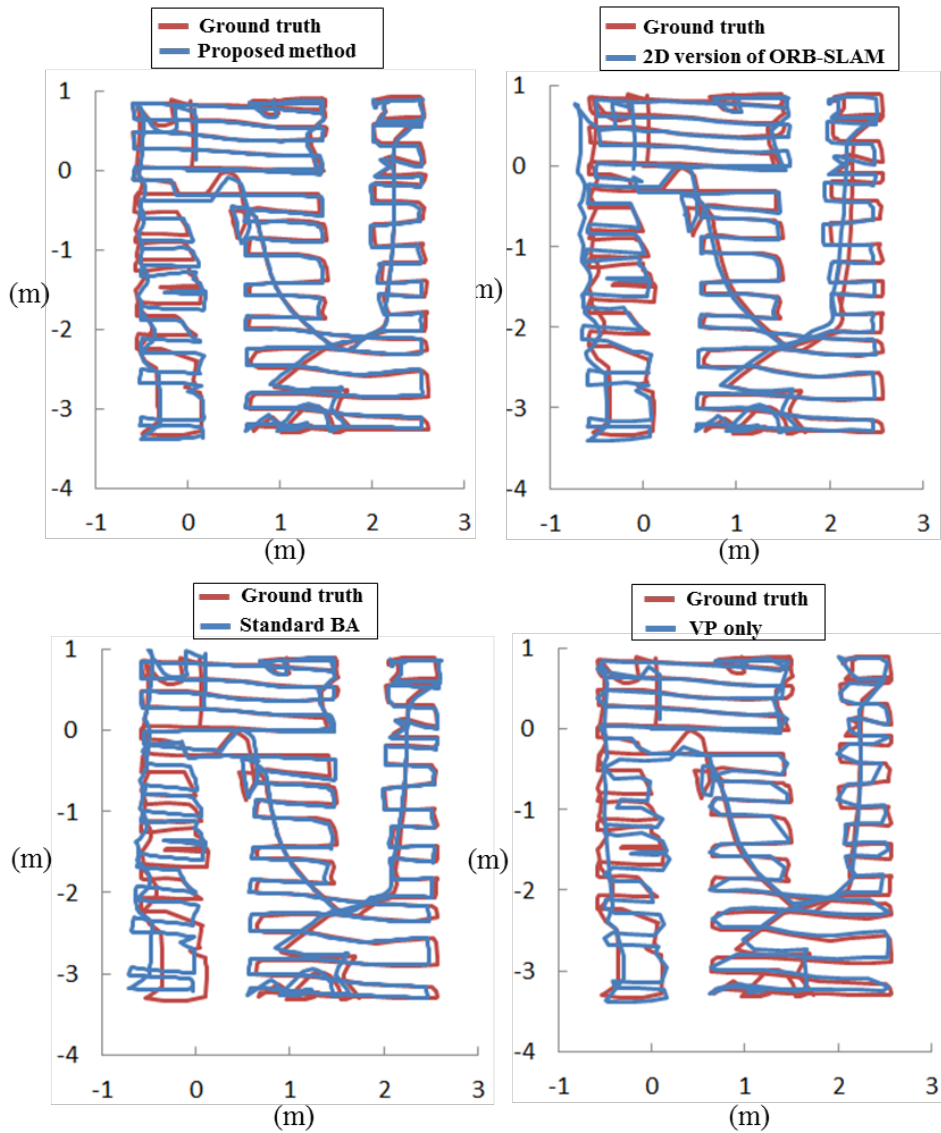 Ground truth
Proposed method
1
0
-1
-2
-3
-4
(m)
-1 0 1 2 3
(m)
Ground truth
2D version of ORB-SLAM
1
0
-1
-2
-3
-4
m)
-1 0 1 2 3
(m)
Ground truth
Standard BA
1
0
-1
-2
-3
-4
(m)
-1 0 1 2 3
(m)
Ground truth
VP only
1
0
-1
-2
-3
-4
(m)
-1 0 1 2 3
(m)